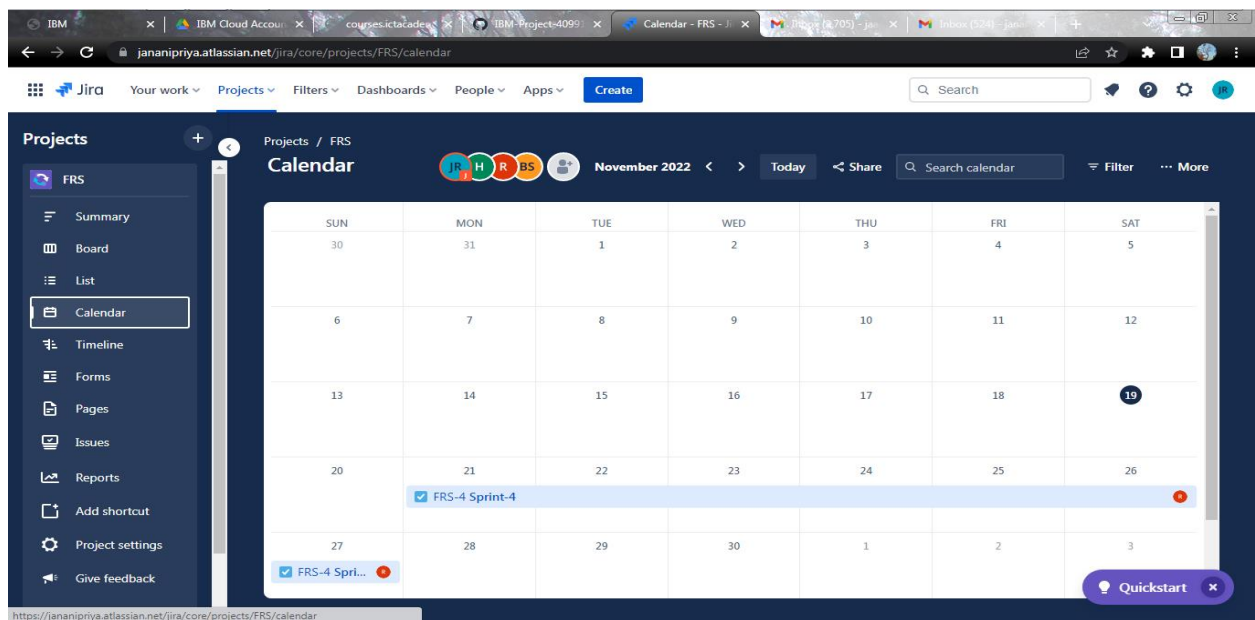 IBM
IBM Cloud Accoun
courses.ictacade
IBM-Project-4099
Calendar - FRS - Ji
Inbox (2,705) - jan
Inbox (524) - jana
jananipriya.atlassian.net/jira/core/projects/FRS/calendar
Jira Your work Projects Filters Dashboards People Apps Create Search JR
Projects
Projects / FRS
Calendar JR J H R BS November 2022 < > Today Share Search calendar Filter ··· More
FRS
Summary
Board
List
Calendar
Timeline
Forms
Pages
Issues
Reports
Add shortcut
Project settings
Give feedback
SUN MON TUE WED THU FRI SAT
30 31 1 2 3 4 5
6 7 8 9 10 11 12
13 14 15 16 17 18 19
20 21 22 23 24 25 26
FRS-4 Sprint-4 R
27 28 29 30 1 2 3
FRS-4 Spri... R
Quickstart
https://jananipriya.atlassian.net/jira/core/projects/FRS/calendar